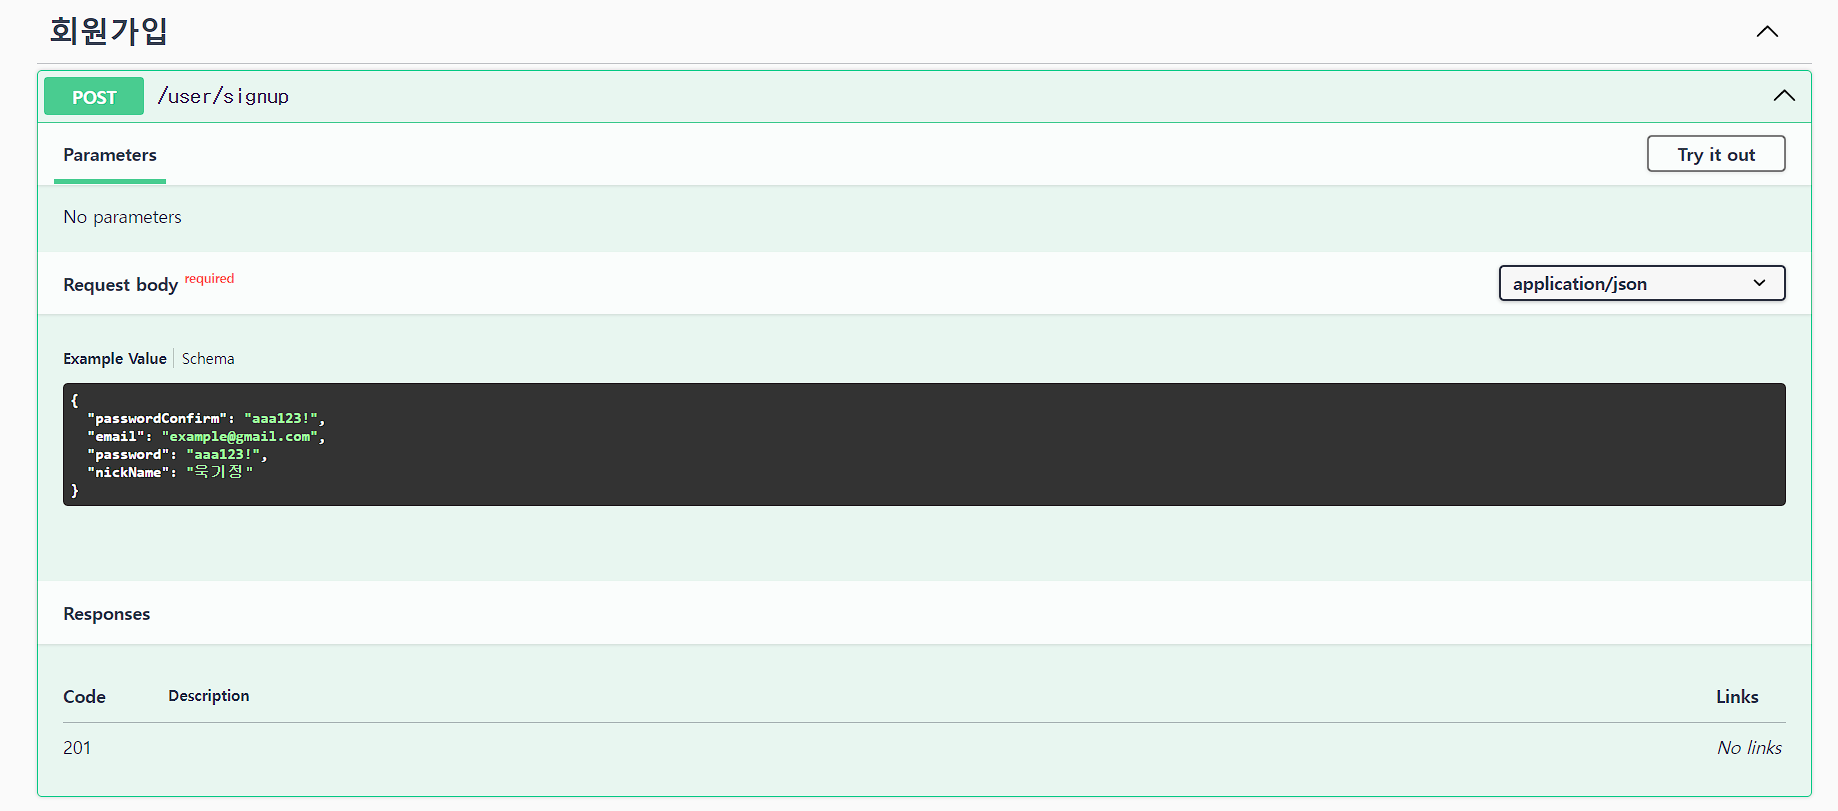 회원가입
POST /user/signup
Parameters
Try it out
No parameters
Request body required
application/json
Example Value Schema
{
"passwordConfirm": "aaa123!",
"email": "example@gmail.com",
"password": "aaa123!",
"nickName": "욱기정"
}
Responses
Code Description Links
201 No links